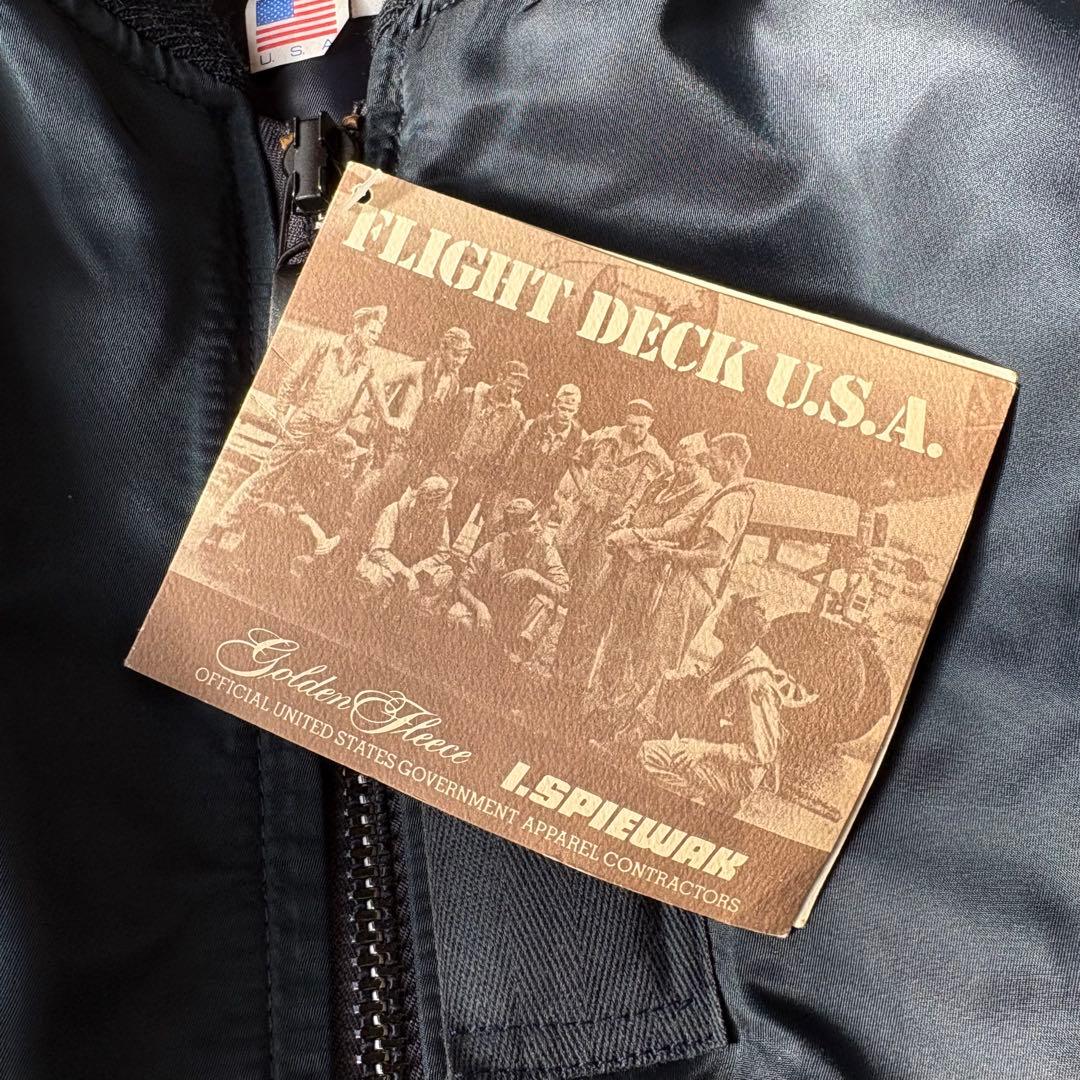 U. S. A
FLIGHT DECK U.S.A.
Golden Fleece
I.SPIEWAK
OFFICIAL UNITED STATES GOVERNMENT APPAREL CONTRACTORS